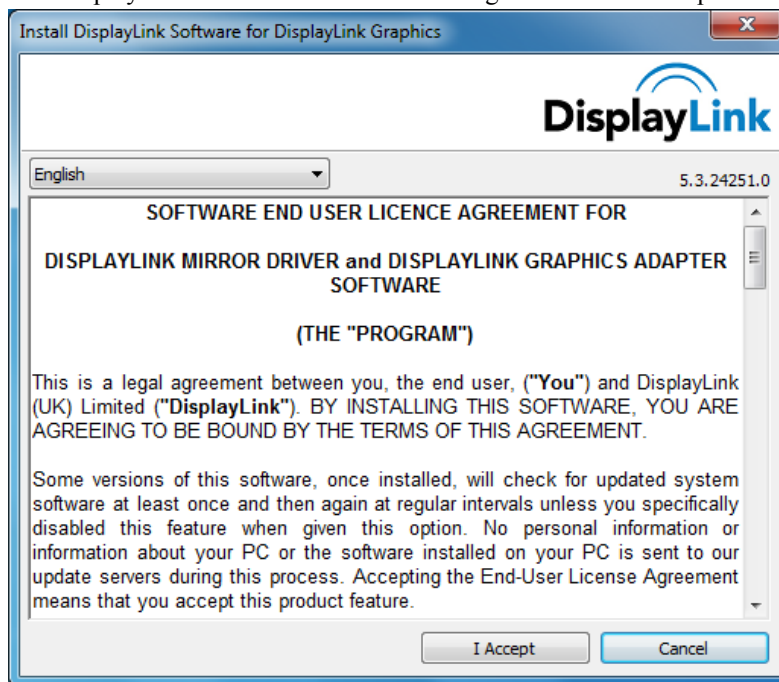 Install DisplayLink Software for DisplayLink Graphics
X
DisplayLink
English
5.3.24251.0
SOFTWARE END USER LICENCE AGREEMENT FOR
DISPLAYLINK MIRROR DRIVER and DISPLAYLINK GRAPHICS ADAPTER
SOFTWARE
(THE "PROGRAM")
This is a legal agreement between you, the end user, ("You") and DisplayLink
(UK) Limited ("DisplayLink"). BY INSTALLING THIS SOFTWARE, YOU ARE
AGREEING TO BE BOUND BY THE TERMS OF THIS AGREEMENT.
Some versions of this software, once installed, will check for updated system
software at least once and then again at regular intervals unless you specifically
disabled this feature when given this option. No personal information or
information about your PC or the software installed on your PC is sent to our
update servers during this process. Accepting the End-User License Agreement
means that you accept this product feature.
I Accept
Cancel